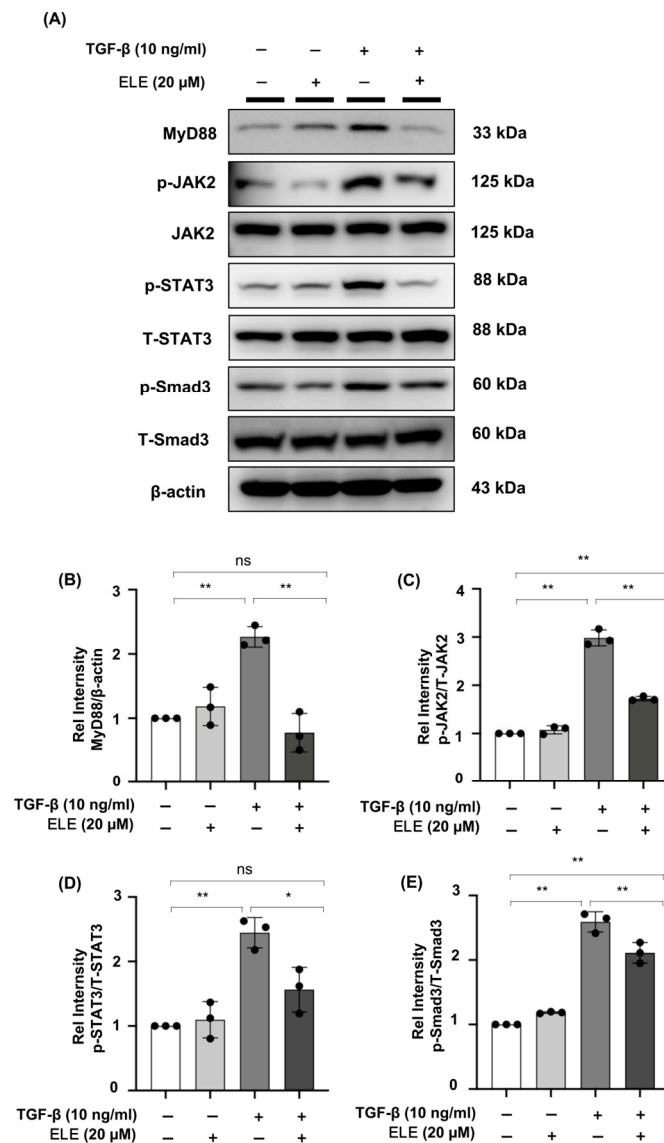 (A)
TGF-β (10 ng/ml) – – + +
ELE (20 µM) – + – +
MyD88 33 kDa
p-JAK2 125 kDa
JAK2 125 kDa
p-STAT3 88 kDa
T-STAT3 88 kDa
p-Smad3 60 kDa
T-Smad3 60 kDa
β-actin 43 kDa
(B)
ns
** **
Rel Intensity
MyD88/β-actin
3
2
1
0
TGF-β (10 ng/ml) – – + +
ELE (20 µM) – + – +
(C)
**
** **
Rel Internsity
p-JAK2/T-JAK2
4
3
2
1
0
TGF-β (10 ng/ml) – – + +
ELE (20 µM) – + – +
(D)
ns
** *
Rel Intensity
p-STAT3/T-STAT3
3
2
1
0
TGF-β (10 ng/ml) – – + +
ELE (20 µM) – + – +
(E)
**
** **
Rel Intensity
p-Smad3/T-Smad3
3
2
1
0
TGF-β (10 ng/ml) – – + +
ELE (20 µM) – + – +